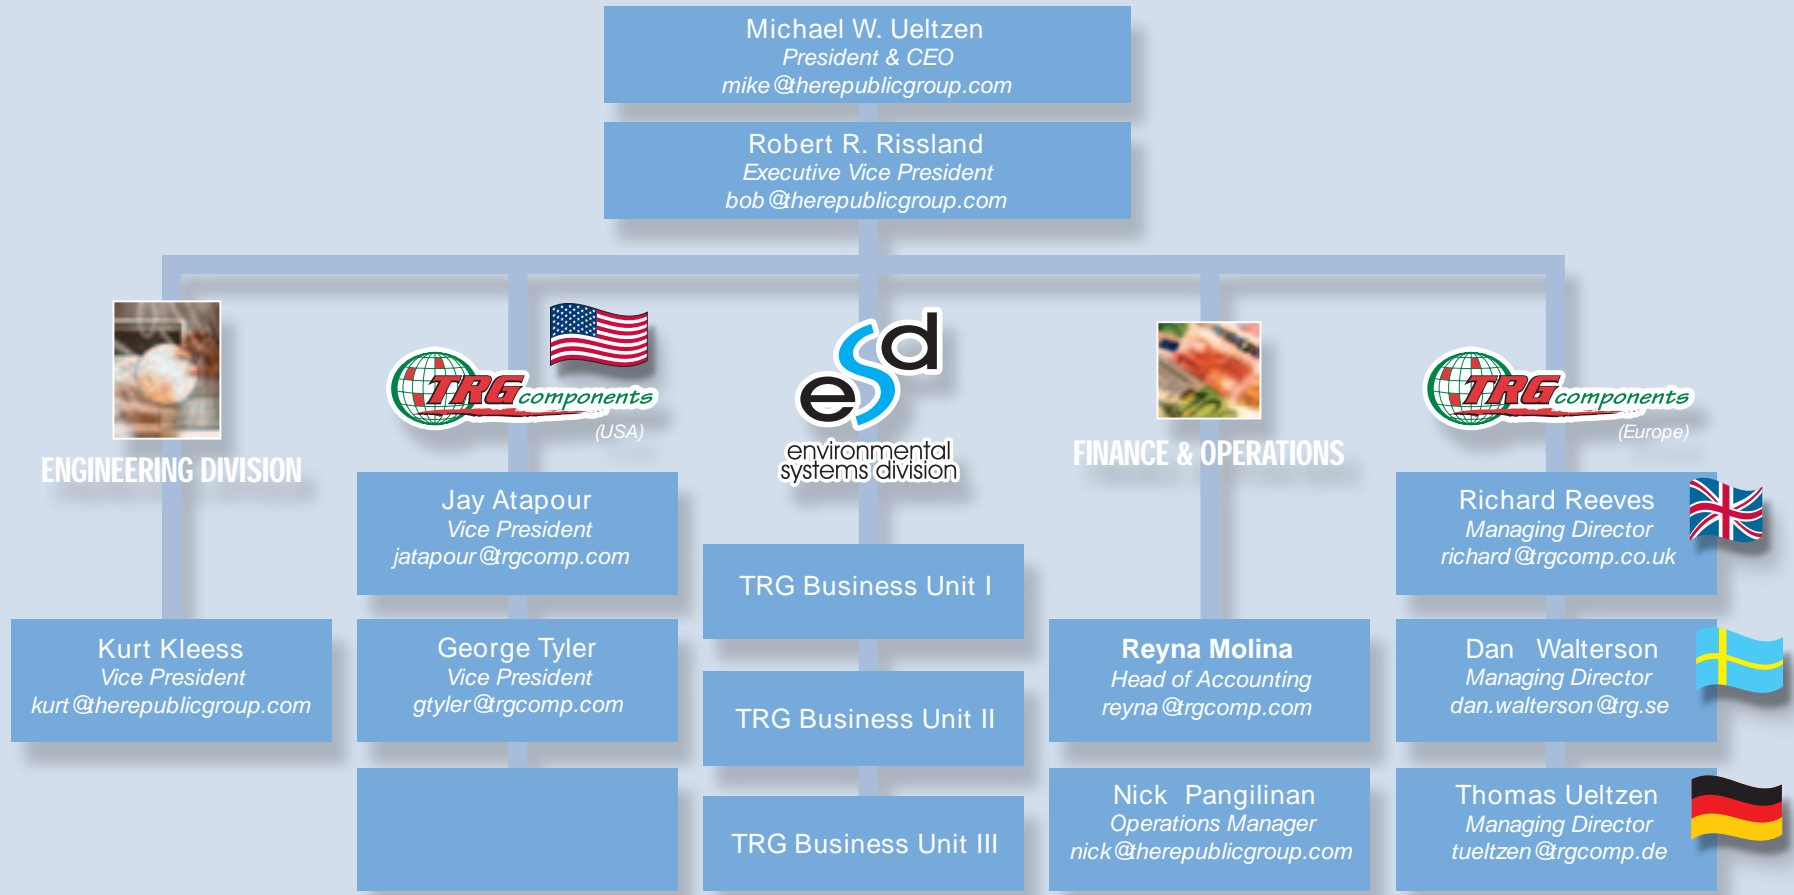 Michael W. Ueltzen
President & CEO
mike@therepublicgroup.com
Robert R. Rissland
Executive Vice President
bob@therepublicgroup.com
ENGINEERING DIVISION
Kurt Kleess
Vice President
kurt@therepublicgroup.com
TRG components
(USA)
Jay Atapour
Vice President
jatapour@trgcomp.com
George Tyler
Vice President
gtyler@trgcomp.com
esd
environmental
systems division
TRG Business Unit I
TRG Business Unit II
TRG Business Unit III
FINANCE & OPERATIONS
Reyna Molina
Head of Accounting
reyna@trgcomp.com
Nick Pangilinan
Operations Manager
nick@therepublicgroup.com
TRG components
(Europe)
Richard Reeves
Managing Director
richard@trgcomp.co.uk
Dan Walterson
Managing Director
dan.walterson@trg.se
Thomas Ueltzen
Managing Director
tueltzen@trgcomp.de